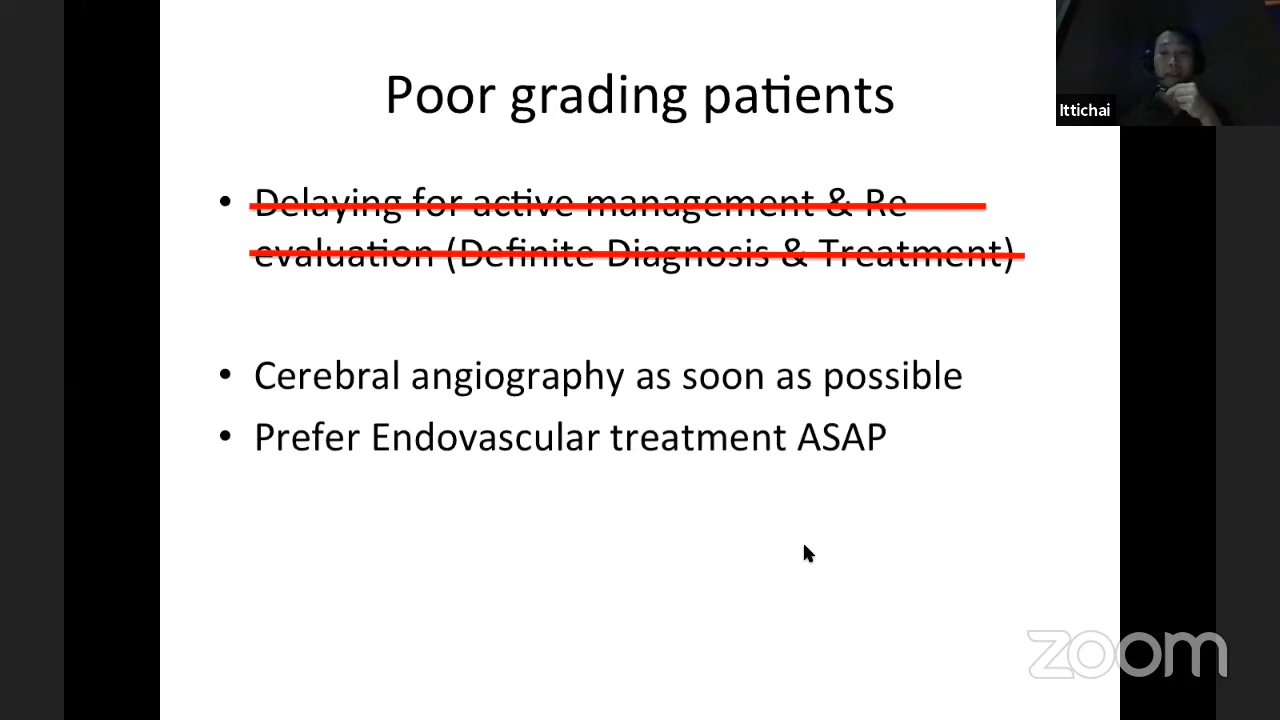 Poor grading patients
Ittichai
• Delaying for active management & Re
evaluation (Definite Diagnosis & Treatment)
• Cerebral angiography as soon as possible
• Prefer Endovascular treatment ASAP
zoom